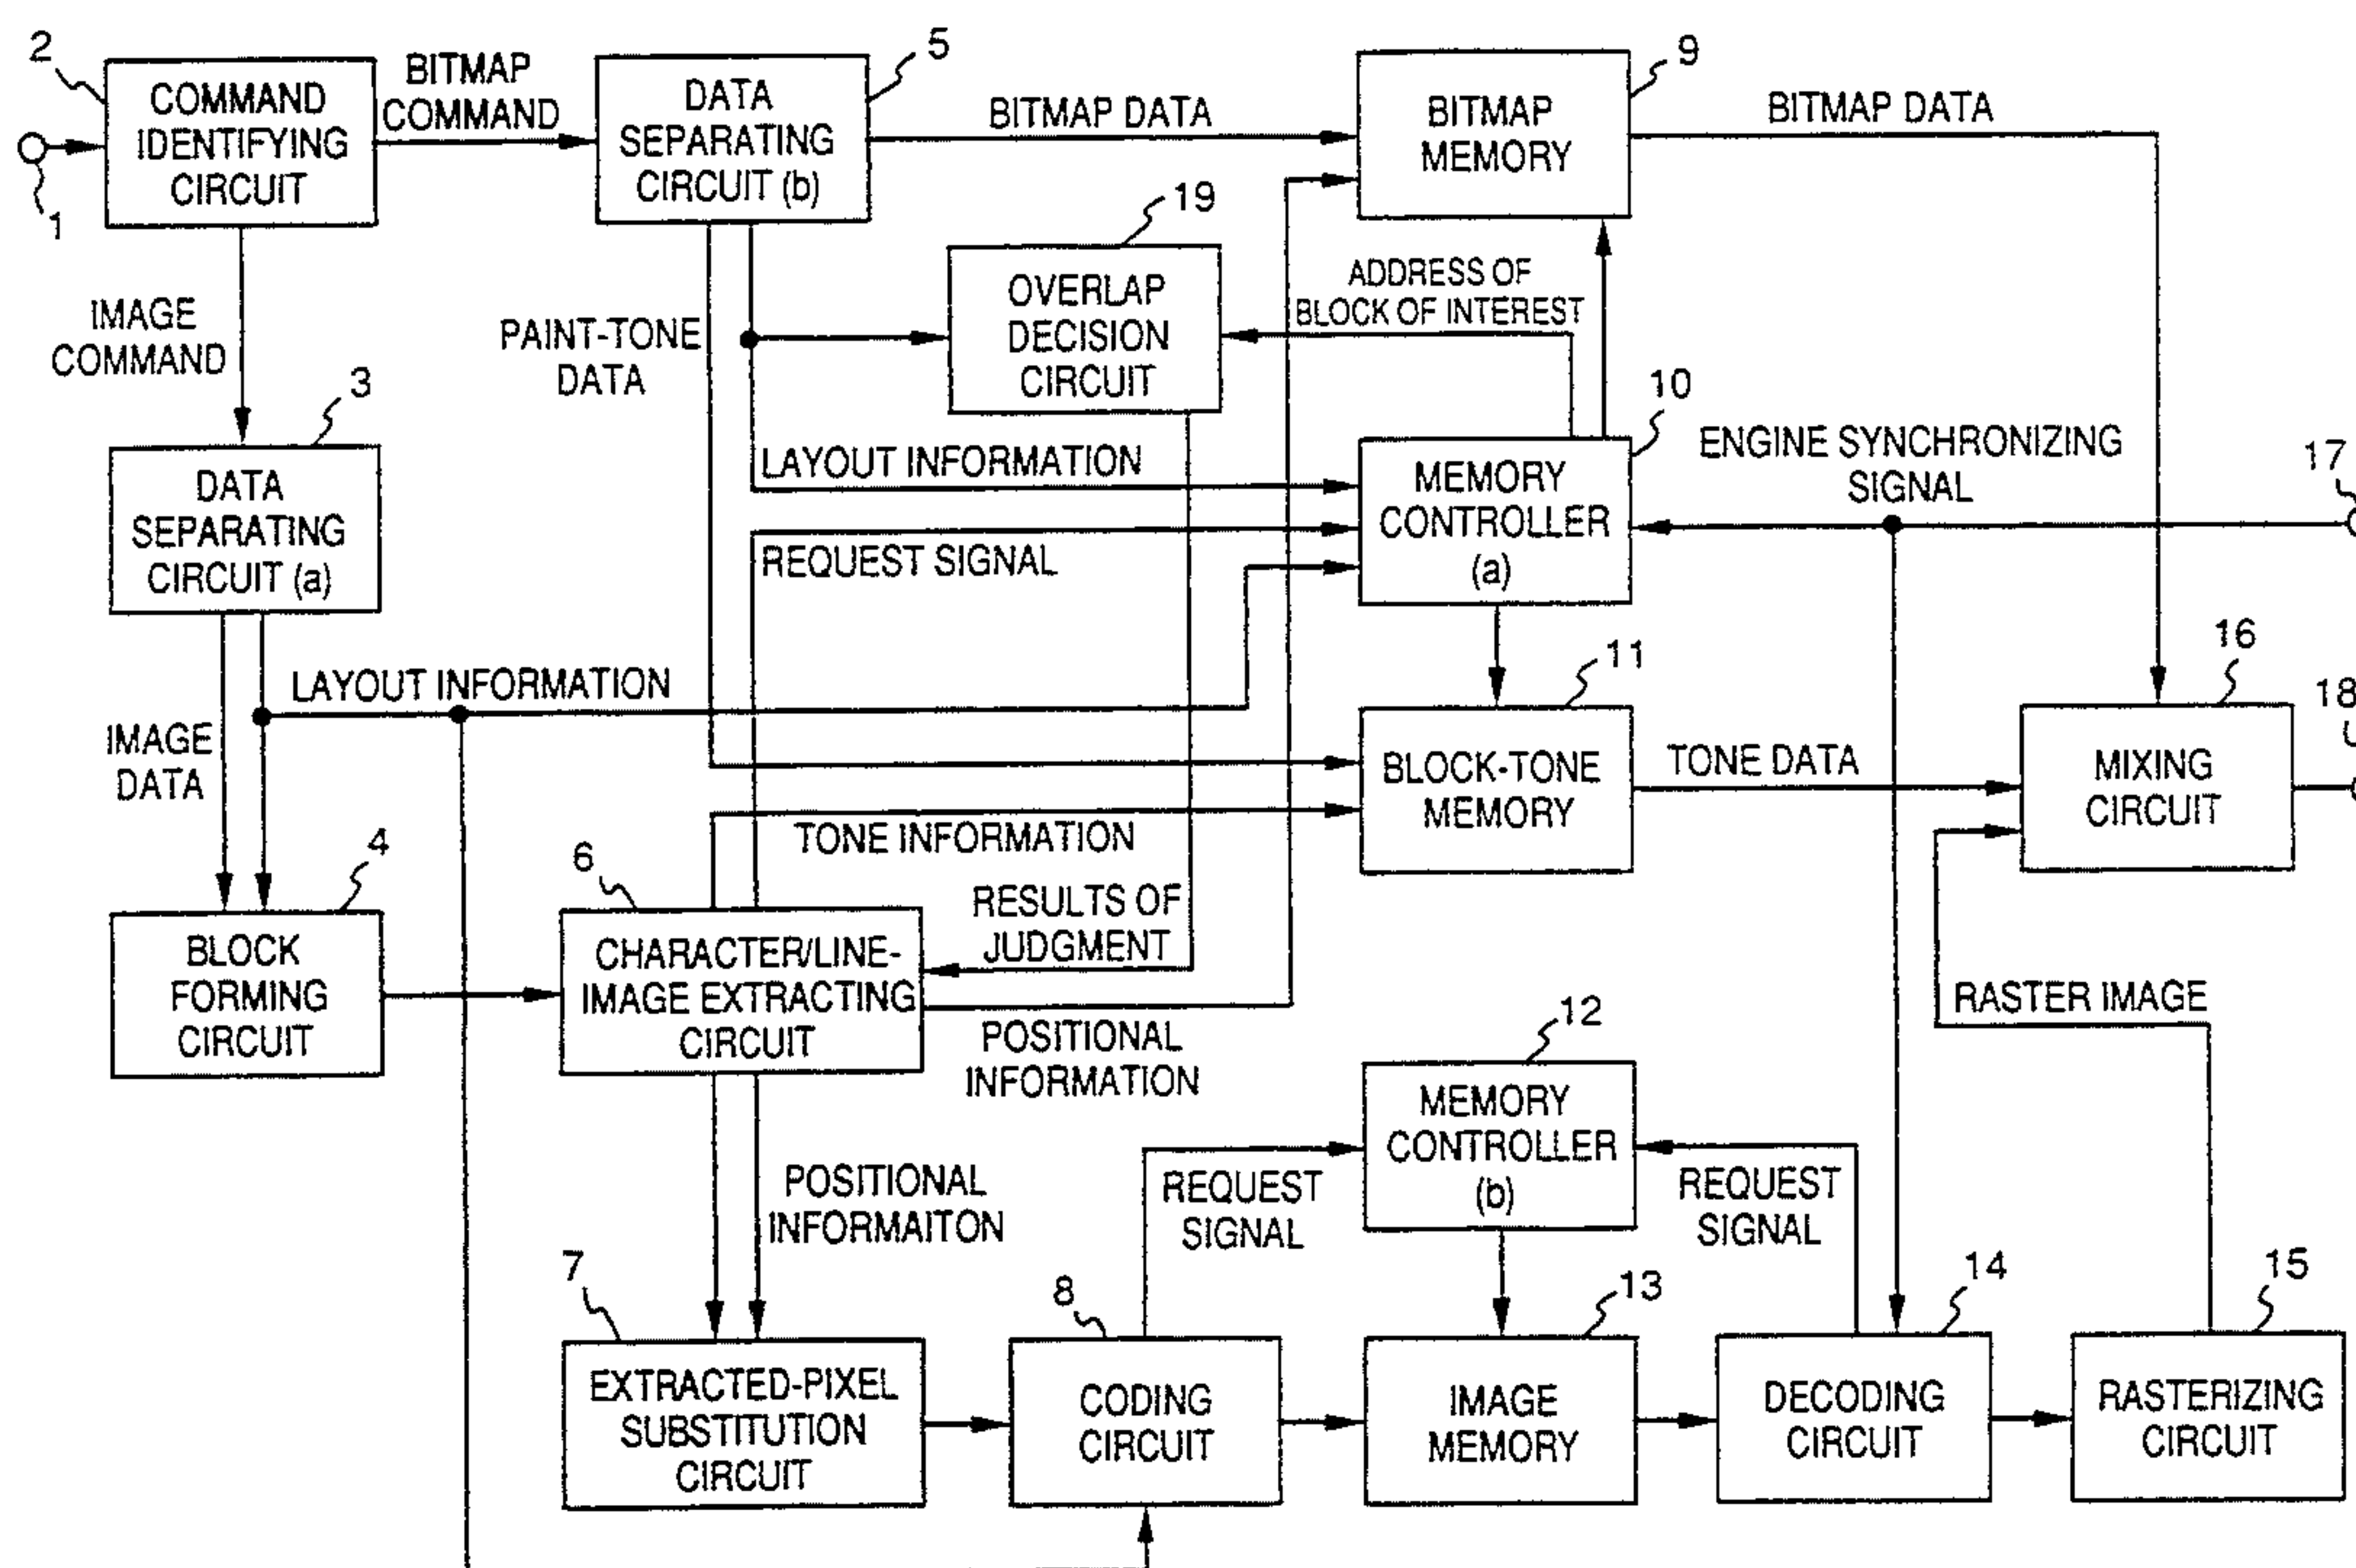 2
COMMAND
IDENTIFYING
CIRCUIT
1
BITMAP
COMMAND
5
DATA
SEPARATING
CIRCUIT (b)
BITMAP DATA
9
BITMAP
MEMORY
BITMAP DATA
19
OVERLAP
DECISION
CIRCUIT
ADDRESS OF
BLOCK OF INTEREST
IMAGE
COMMAND
PAINT-TONE
DATA
3
DATA
SEPARATING
CIRCUIT (a)
LAYOUT INFORMATION
REQUEST SIGNAL
10
MEMORY
CONTROLLER
(a)
ENGINE SYNCHRONIZING
SIGNAL
17
LAYOUT INFORMATION
IMAGE
DATA
11
BLOCK-TONE
MEMORY
TONE DATA
16
MIXING
CIRCUIT
18
TONE INFORMATION
4
BLOCK
FORMING
CIRCUIT
6
CHARACTER/LINE-
IMAGE EXTRACTING
CIRCUIT
RESULTS OF
JUDGMENT
POSITIONAL
INFORMATION
RASTER IMAGE
12
MEMORY
CONTROLLER
(b)
POSITIONAL
INFORMAITON
REQUEST
SIGNAL
REQUEST
SIGNAL
7
EXTRACTED-PIXEL
SUBSTITUTION
CIRCUIT
8
CODING
CIRCUIT
13
IMAGE
MEMORY
14
DECODING
CIRCUIT
15
RASTERIZING
CIRCUIT